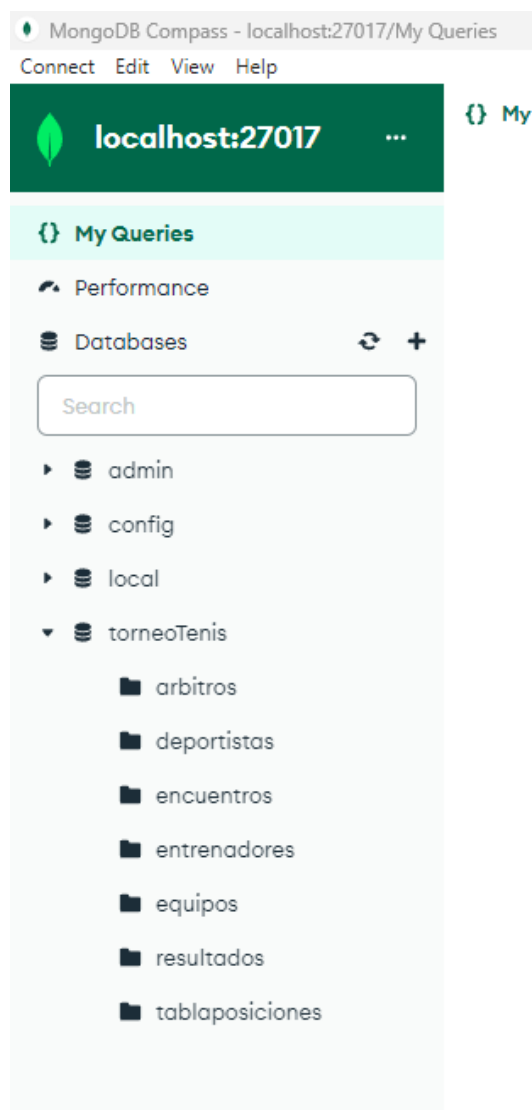 MongoDB Compass - localhost:27017/My Queries
Connect Edit View Help
localhost:27017 ...
{} My
{} My Queries
Performance
Databases
Search
admin
config
local
torneoTenis
arbitros
deportistas
encuentros
entrenadores
equipos
resultados
tablaposiciones